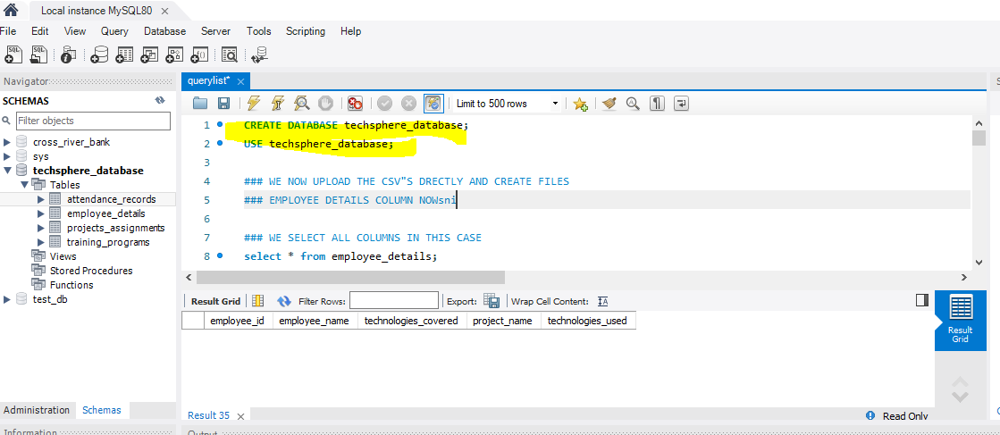 Local instance MySQL80
File Edit View Query Database Server Tools Scripting Help
Navigator
SCHEMAS
Filter objects
cross_river_bank
sys
techsphere_database
Tables
attendance_records
employee_details
projects_assignments
training_programs
Views
Stored Procedures
Functions
test_db
Administration Schemas
Information
querylist*
Limit to 500 rows
1 CREATE DATABASE techsphere_database;
2 USE techsphere_database;
3
4 ### WE NOW UPLOAD THE CSV"S DRECTLY AND CREATE FILES
5 ### EMPLOYEE DETAILS COLUMN NOWsni
6
7 ### WE SELECT ALL COLUMNS IN THIS CASE
8 select * from employee_details;
Result Grid Filter Rows: Export: Wrap Cell Content:
employee_id employee_name technologies_covered project_name technologies_used
Result Grid
Result 35
Read Only
Output